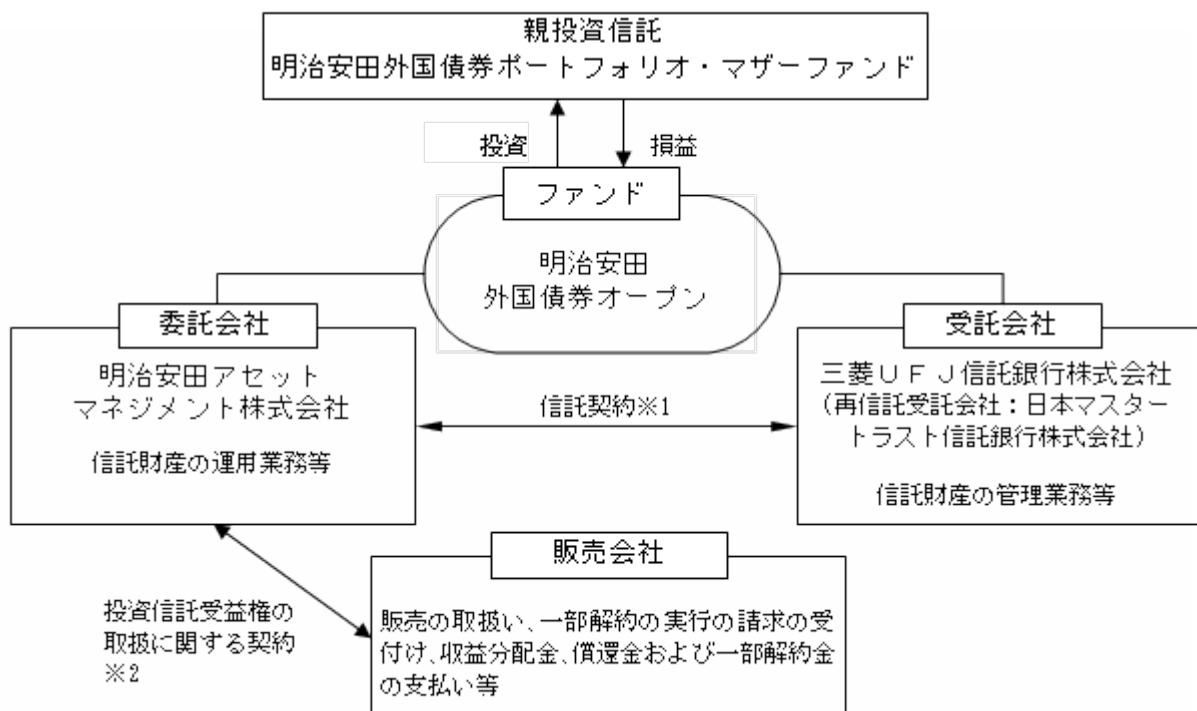 親投資信託
明治安田外国債券ポートフォリオ・マザーファンド
投資
損益
ファンド
明治安田
外国債券オープン
委託会社
明治安田アセット
マネジメント株式会社
信託財産の運用業務等
信託契約※1
受託会社
三菱ＵＦＪ信託銀行株式会社
（再信託受託会社：日本マスター
トラスト信託銀行株式会社）
信託財産の管理業務等
投資信託受益権の
取扱に関する契約
※2
販売会社
販売の取扱い、一部解約の実行の請求の受
付け、収益分配金、償還金および一部解約金
の支払い等